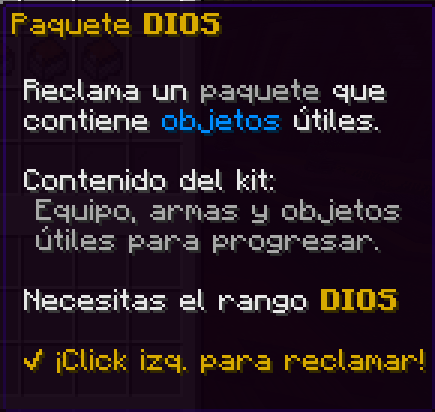 Paquete DIOS
Reclama un paquete que
contiene objetos útiles.
Contenido del kit:
Equipo, armas y objetos
útiles para progresar.
Necesitas el rango DIOS
✔ ¡Click izq. para reclamar!